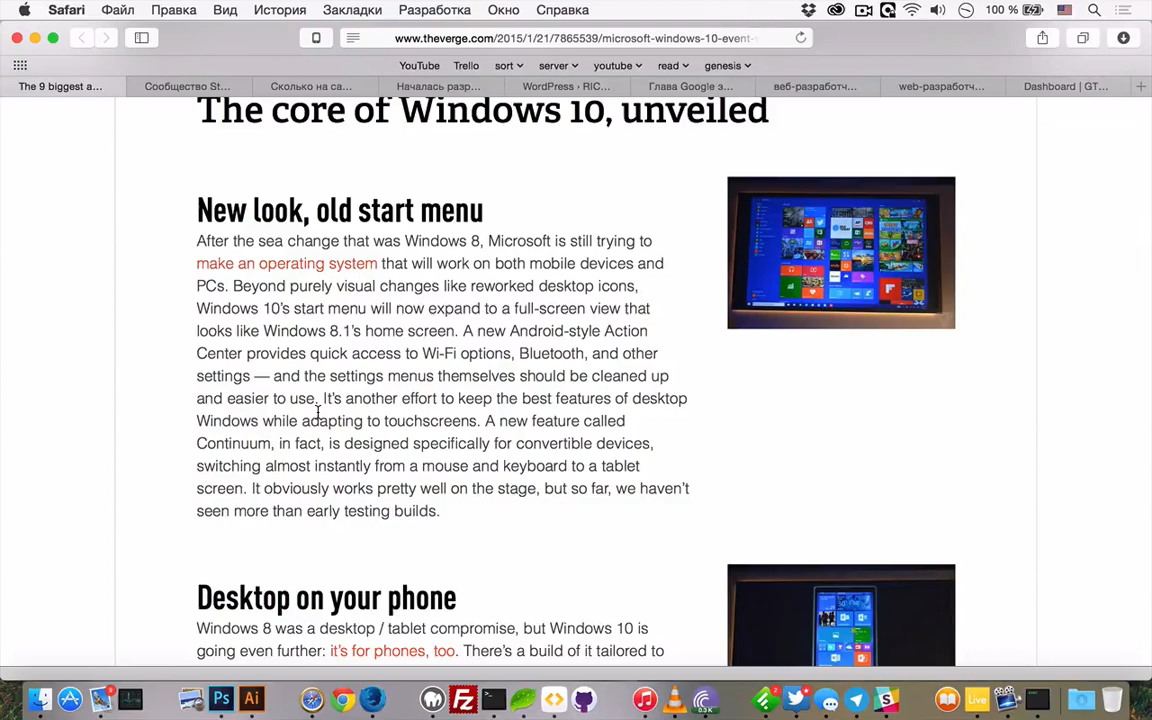 Safari Файл Правка Вид История Закладки Разработка Окно Справка 100 %
www.theverge.com/2015/1/21/7865539/microsoft-windows-10-event-
YouTube Trello sort server youtube read genesis
The 9 biggest a... Сообщество St... Сколько на са... Началась разр... WordPress › RIC... Глава Google з... веб-разработч... web-разработч... Dashboard | GT...
The core of Windows 10, unveiled
New look, old start menu
After the sea change that was Windows 8, Microsoft is still trying to
make an operating system that will work on both mobile devices and
PCs. Beyond purely visual changes like reworked desktop icons,
Windows 10's start menu will now expand to a full-screen view that
looks like Windows 8.1's home screen. A new Android-style Action
Center provides quick access to Wi-Fi options, Bluetooth, and other
settings — and the settings menus themselves should be cleaned up
and easier to use. It's another effort to keep the best features of desktop
Windows while adapting to touchscreens. A new feature called
Continuum, in fact, is designed specifically for convertible devices,
switching almost instantly from a mouse and keyboard to a tablet
screen. It obviously works pretty well on the stage, but so far, we haven't
seen more than early testing builds.
Desktop on your phone
Windows 8 was a desktop / tablet compromise, but Windows 10 is
going even further: it's for phones, too. There's a build of it tailored to
Ps Ai Fz Live